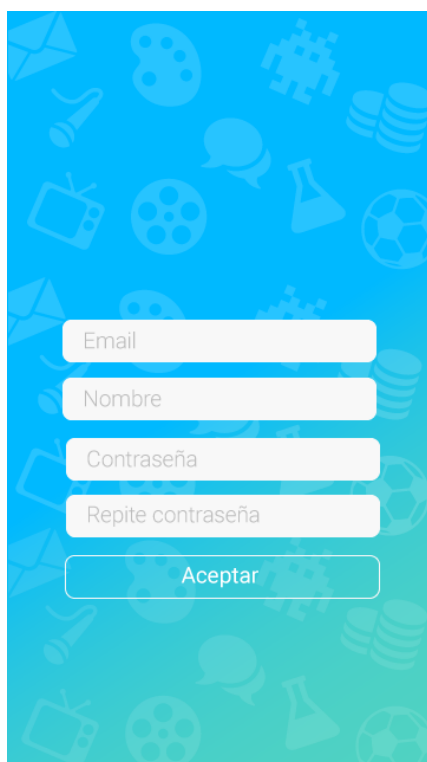 Email
Nombre
Contraseña
Repite contraseña
Aceptar